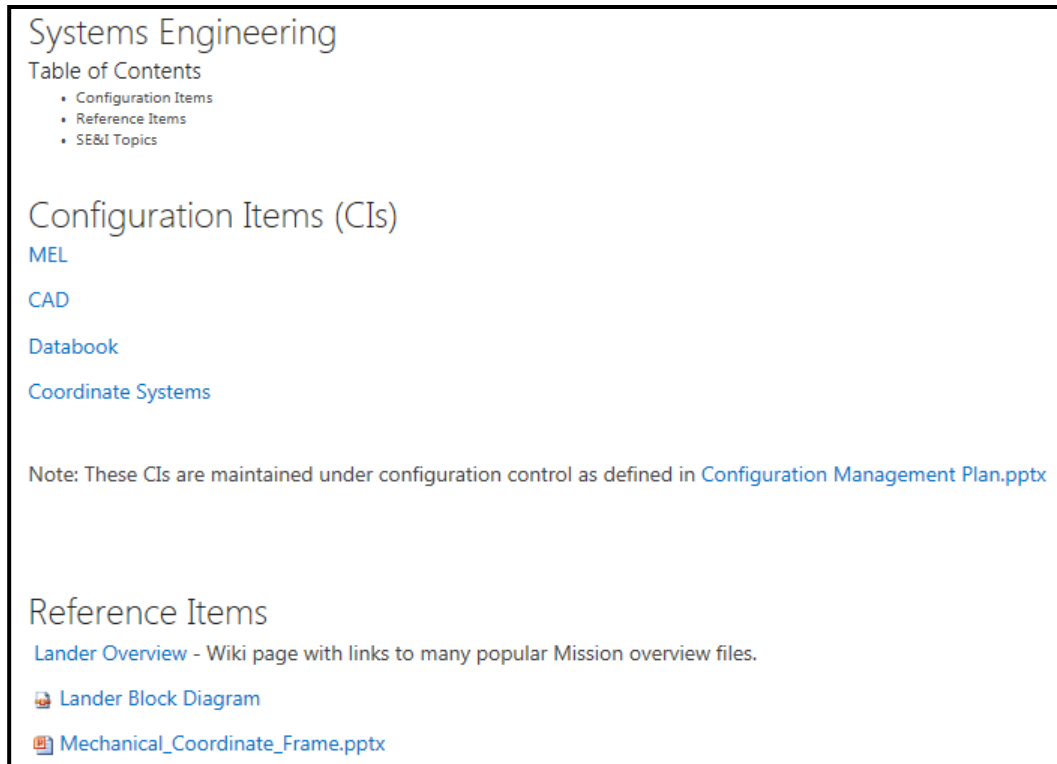 Systems Engineering
Table of Contents
• Configuration Items
• Reference Items
• SE&I Topics
Configuration Items (CIs)
MEL
CAD
Databook
Coordinate Systems
Note: These CIs are maintained under configuration control as defined in Configuration Management Plan.pptx
Reference Items
Lander Overview - Wiki page with links to many popular Mission overview files.
Lander Block Diagram
Mechanical_Coordinate_Frame.pptx